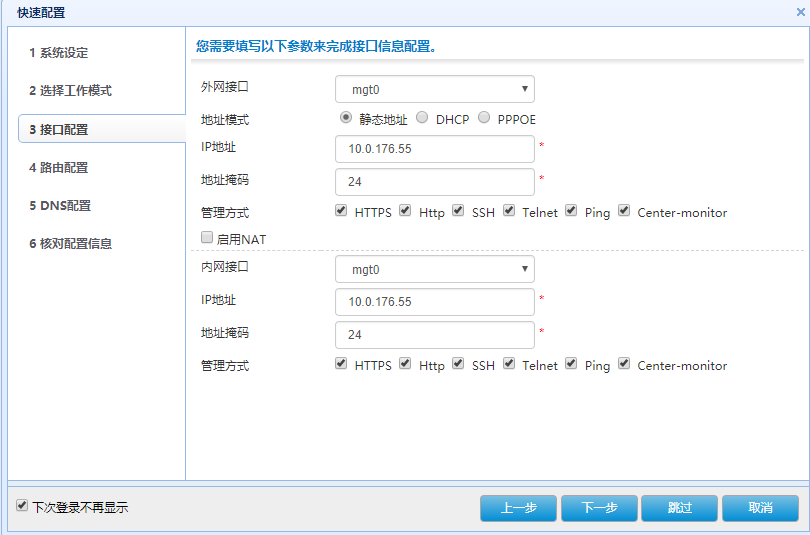 快速配置
1 系统设定
2 选择工作模式
3 接口配置
4 路由配置
5 DNS配置
6 核对配置信息
您需要填写以下参数来完成接口信息配置。
外网接口 mgt0
地址模式 静态地址 DHCP PPPOE
IP地址 10.0.176.55 *
地址掩码 24 *
管理方式 HTTPS Http SSH Telnet Ping Center-monitor
启用NAT
内网接口 mgt0
IP地址 10.0.176.55 *
地址掩码 24 *
管理方式 HTTPS Http SSH Telnet Ping Center-monitor
下次登录不再显示 上一步 下一步 跳过 取消